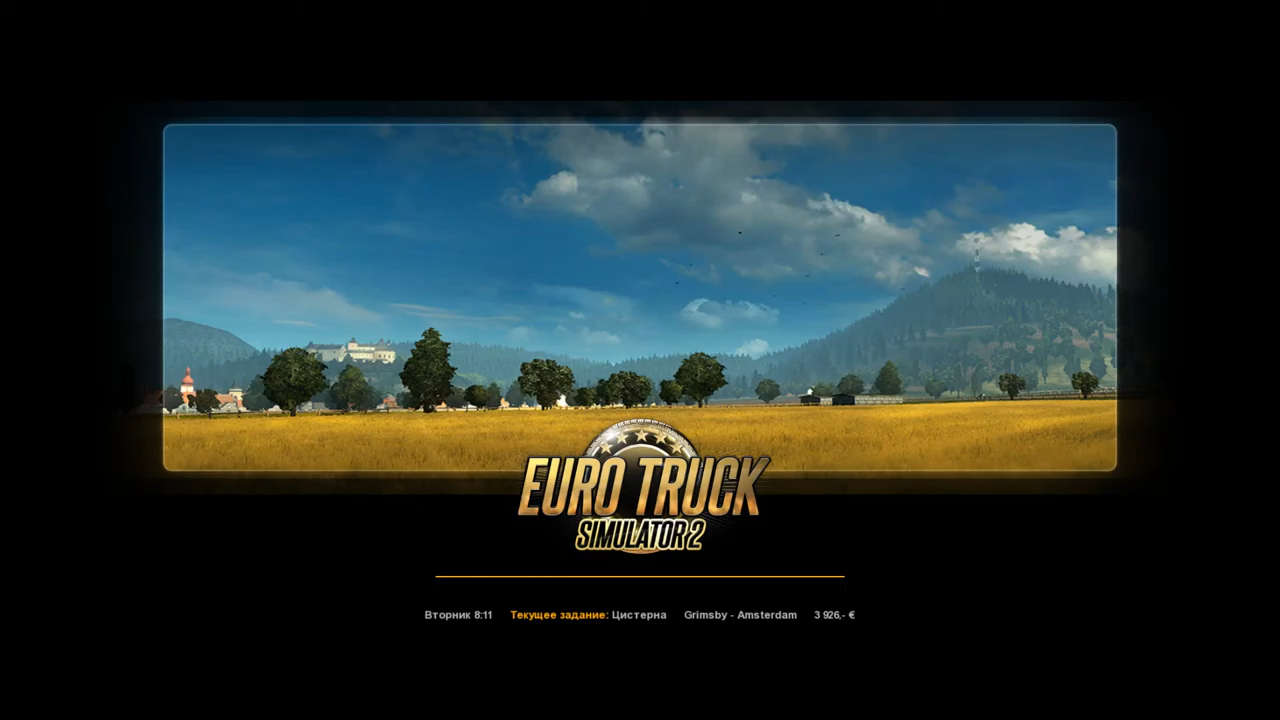 EURO TRUCK
SIMULATOR 2
Вторник 8:11 Текущее задание: Цистерна Grimsby - Amsterdam 3 926,- €